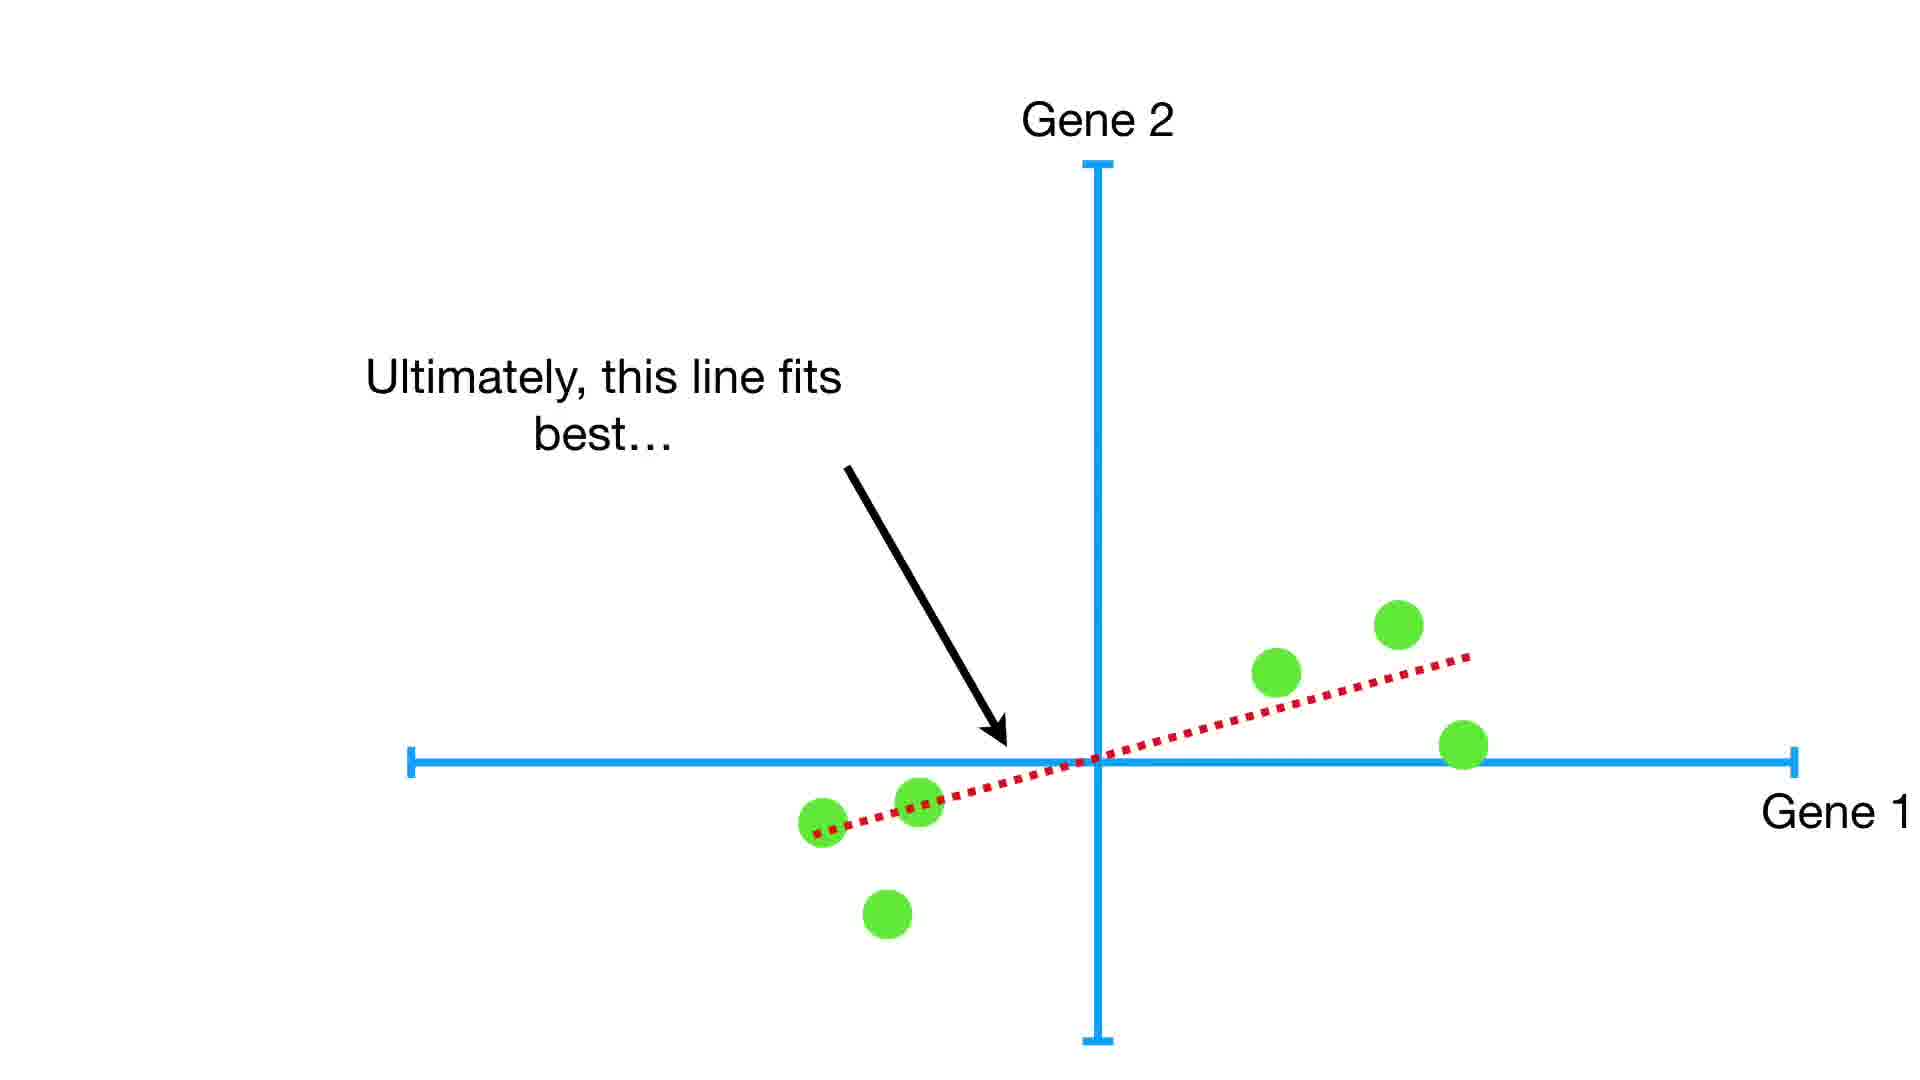 Gene 2
Ultimately, this line fits
best…
Gene 1